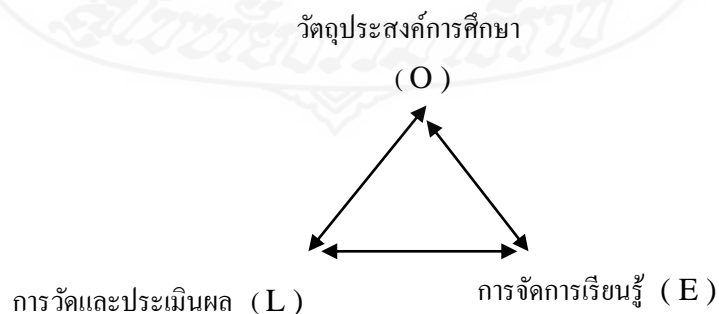 วัตถุประสงค์การศึกษา
( O )
การวัดและประเมินผล ( L )
การจัดการเรียนรู้ ( E )